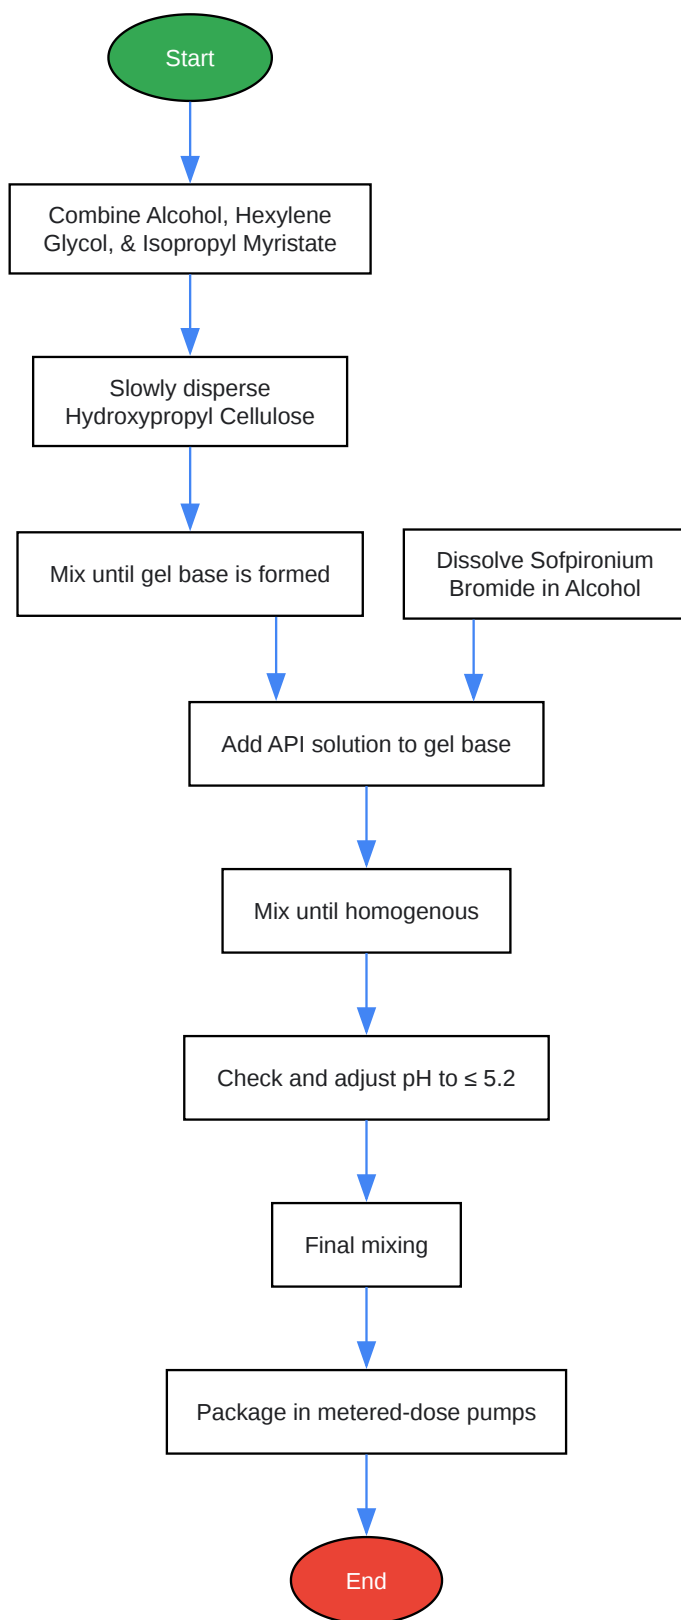 Start
Combine Alcohol, Hexylene
Glycol, & Isopropyl Myristate
Slowly disperse
Hydroxypropyl Cellulose
Mix until gel base is formed
Dissolve Sofpironium
Bromide in Alcohol
Add API solution to gel base
Mix until homogenous
Check and adjust pH to ≤ 5.2
Final mixing
Package in metered-dose pumps
End